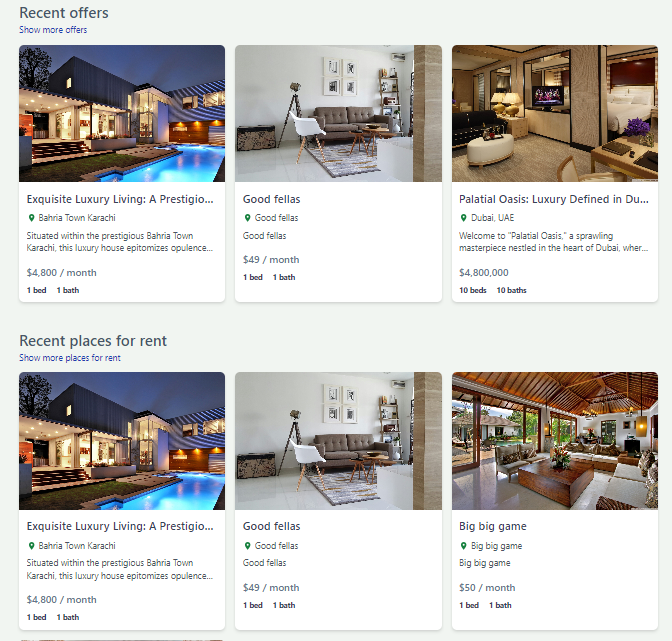 Recent offers
Show more offers
Exquisite Luxury Living: A Prestigio...
Bahria Town Karachi
Situated within the prestigious Bahria Town
Karachi, this luxury house epitomizes opulence...
$4,800 / month
1 bed 1 bath
Good fellas
Good fellas
Good fellas
$49 / month
1 bed 1 bath
Palatial Oasis: Luxury Defined in Du...
Dubai, UAE
Welcome to "Palatial Oasis," a sprawling
masterpiece nestled in the heart of Dubai, wher...
$4,800,000
10 beds 10 baths
Recent places for rent
Show more places for rent
Exquisite Luxury Living: A Prestigio...
Bahria Town Karachi
Situated within the prestigious Bahria Town
Karachi, this luxury house epitomizes opulence...
$4,800 / month
1 bed 1 bath
Good fellas
Good fellas
Good fellas
$49 / month
1 bed 1 bath
Big big game
Big big game
Big big game
$50 / month
1 bed 1 bath